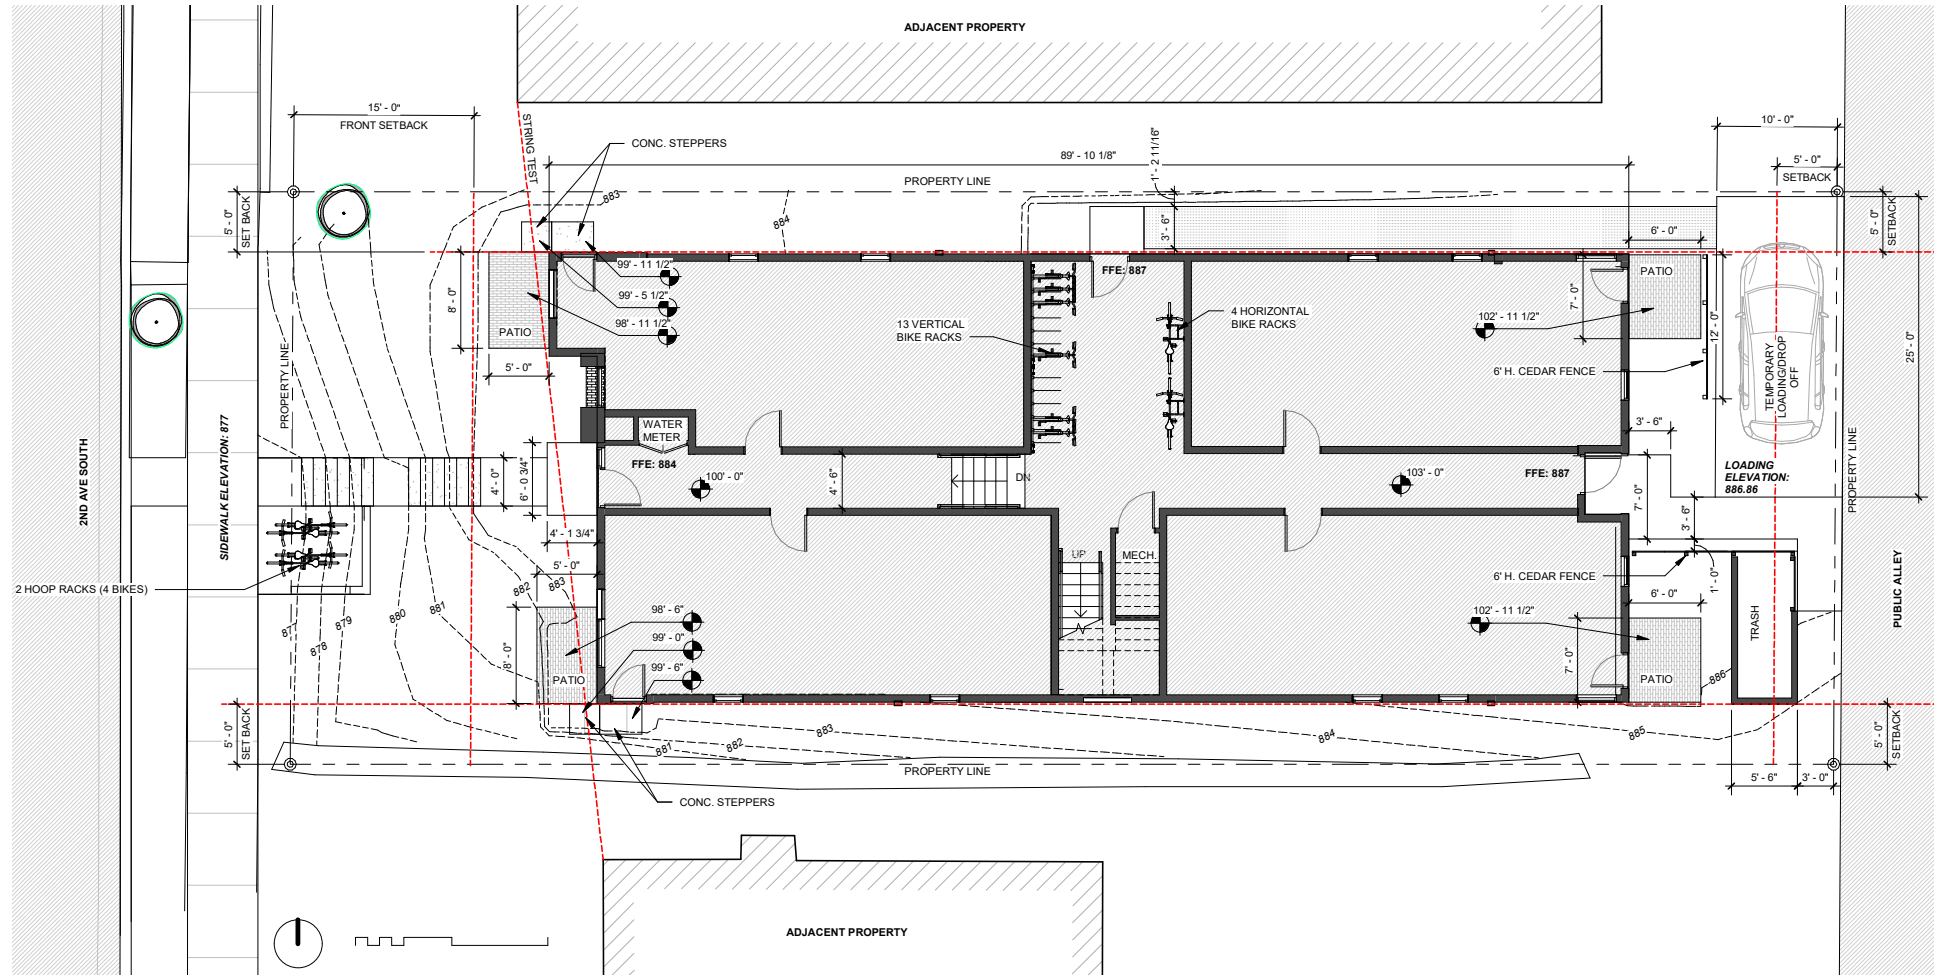 ADJACENT PROPERTY
15' - 0"
FRONT SETBACK
STRING TEST
CONC. STEPPERS
89' - 10 1/8"
1' - 2 11/16"
10' - 0"
5' - 0"
SETBACK
PROPERTY LINE
883
884
5' - 0"
SET BACK
3' - 6"
6' - 0"
5' - 0"
SETBACK
99' - 11 1/2"
99' - 5 1/2"
98' - 11 1/2"
FFE: 887
PATIO
7' - 0"
12' - 0"
8' - 0"
PATIO
13 VERTICAL
BIKE RACKS
4 HORIZONTAL
BIKE RACKS
102' - 11 1/2"
25' - 0"
5' - 0"
6' H. CEDAR FENCE
TEMPORARY
LOADING/DROP
OFF
PROPERTY LINE
WATER
METER
3' - 6"
PROPERTY LINE
2ND AVE SOUTH
SIDEWALK ELEVATION: 877
FFE: 884
100' - 0"
4' - 6"
DN
103' - 0"
FFE: 887
LOADING
ELEVATION:
886.86
4' - 0"
6' - 0 3/4"
7' - 0"
3' - 6"
4' - 1 3/4"
UP
MECH.
5' - 0"
2 HOOP RACKS (4 BIKES)
6' H. CEDAR FENCE
1' - 0"
PUBLIC ALLEY
877
878
879
880
881
882
883
6' - 0"
98' - 6"
99' - 0"
99' - 6"
102' - 11 1/2"
TRASH
8' - 0"
PATIO
7' - 0"
PATIO
886
5' - 0"
SET BACK
881
882
883
884
885
5' - 0"
SETBACK
PROPERTY LINE
5' - 6"
3' - 0"
CONC. STEPPERS
ADJACENT PROPERTY